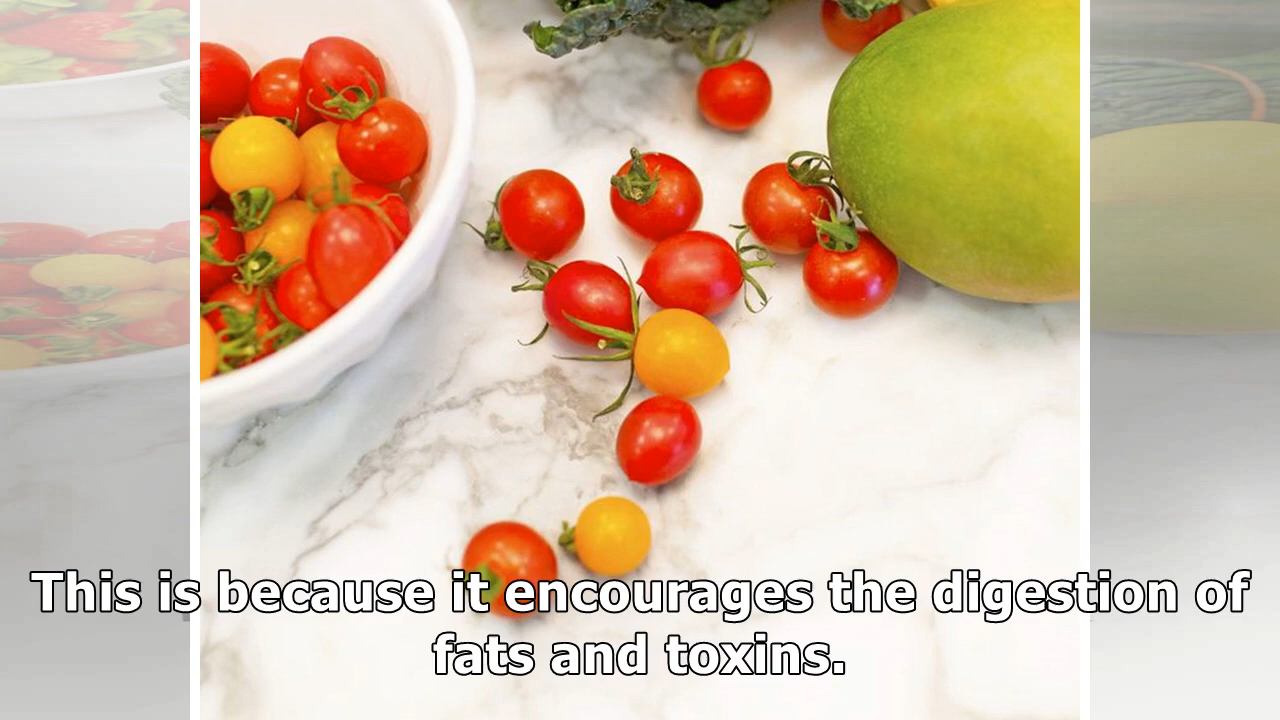 This is because it encourages the digestion of
fats and toxins.